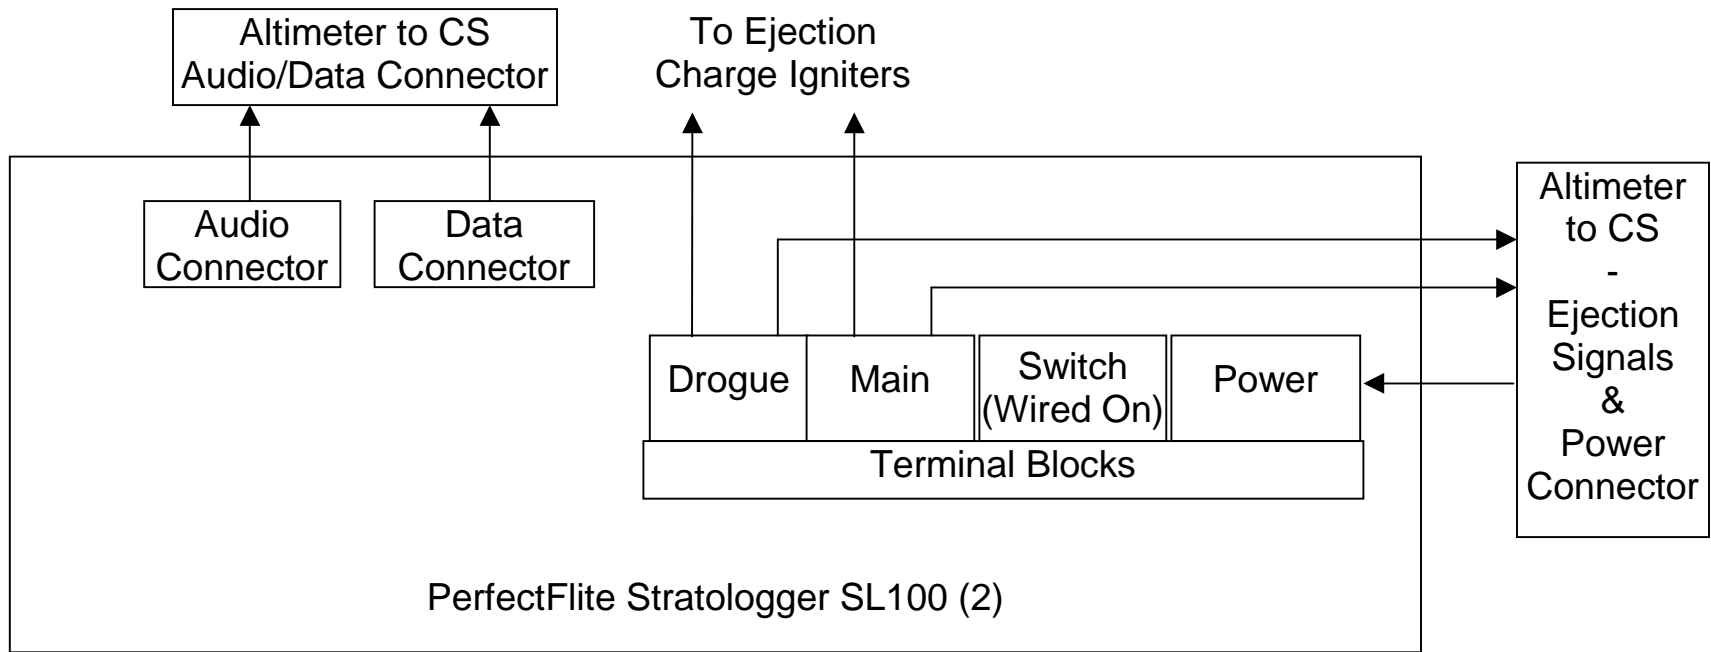 Altimeter to CS
Audio/Data Connector
To Ejection
Charge Igniters
Audio
Connector
Data
Connector
Altimeter
to CS
-
Ejection
Signals
&
Power
Connector
Drogue
Main
Switch
(Wired On)
Power
Terminal Blocks
PerfectFlite Stratologger SL100 (2)